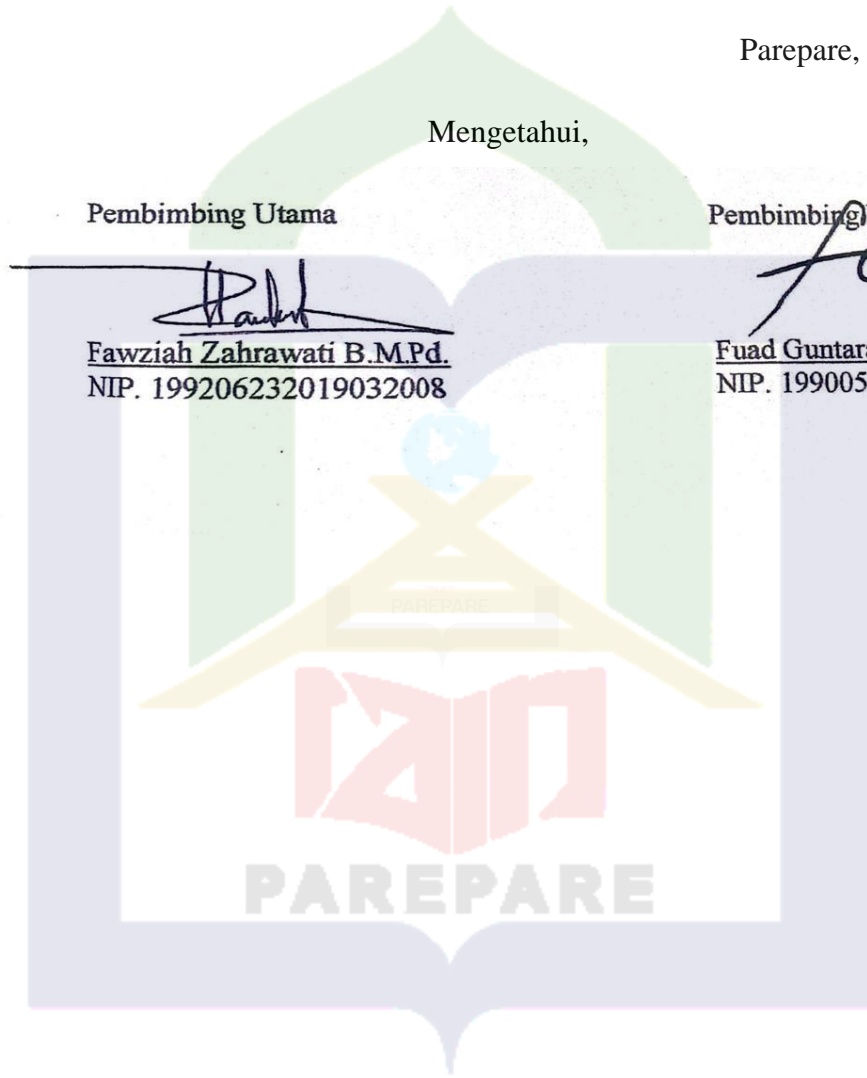 Parepare,
Mengetahui,
Pembimbing Utama
Pembimbing
Fawziah Zahrawati B.M.Pd.
NIP. 199206232019032008
Fuad Guntara
NIP. 199005
PAREPARE
PAREPARE